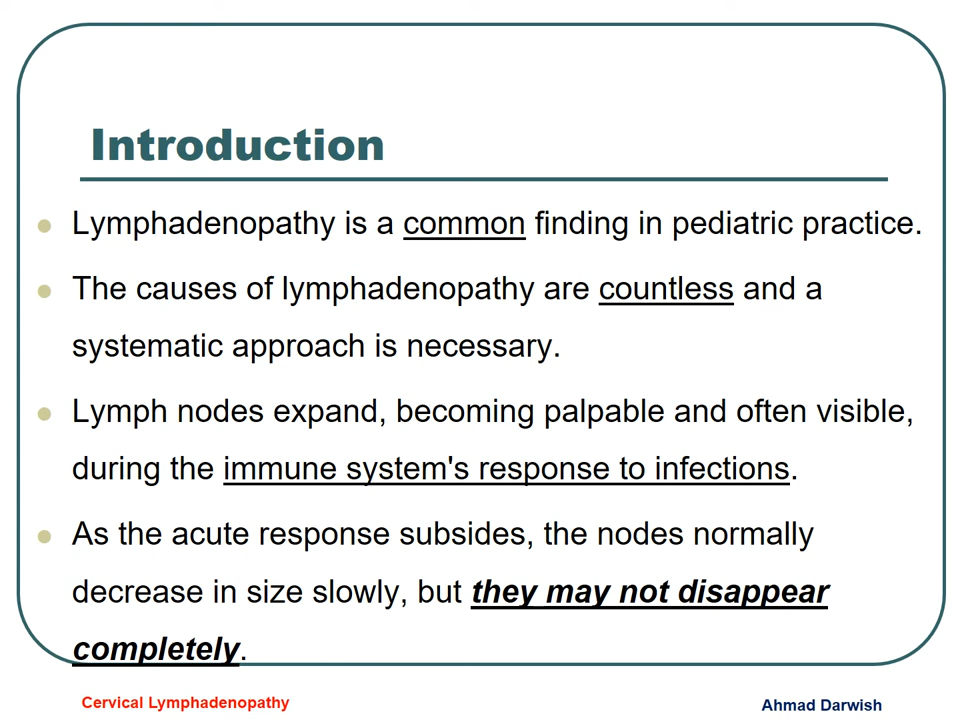 Introduction
Lymphadenopathy is a common finding in pediatric practice.
The causes of lymphadenopathy are countless and a
systematic approach is necessary.
Lymph nodes expand, becoming palpable and often visible,
during the immune system's response to infections.
As the acute response subsides, the nodes normally
decrease in size slowly, but they may not disappear
completely.
Cervical Lymphadenopathy
Ahmad Darwish